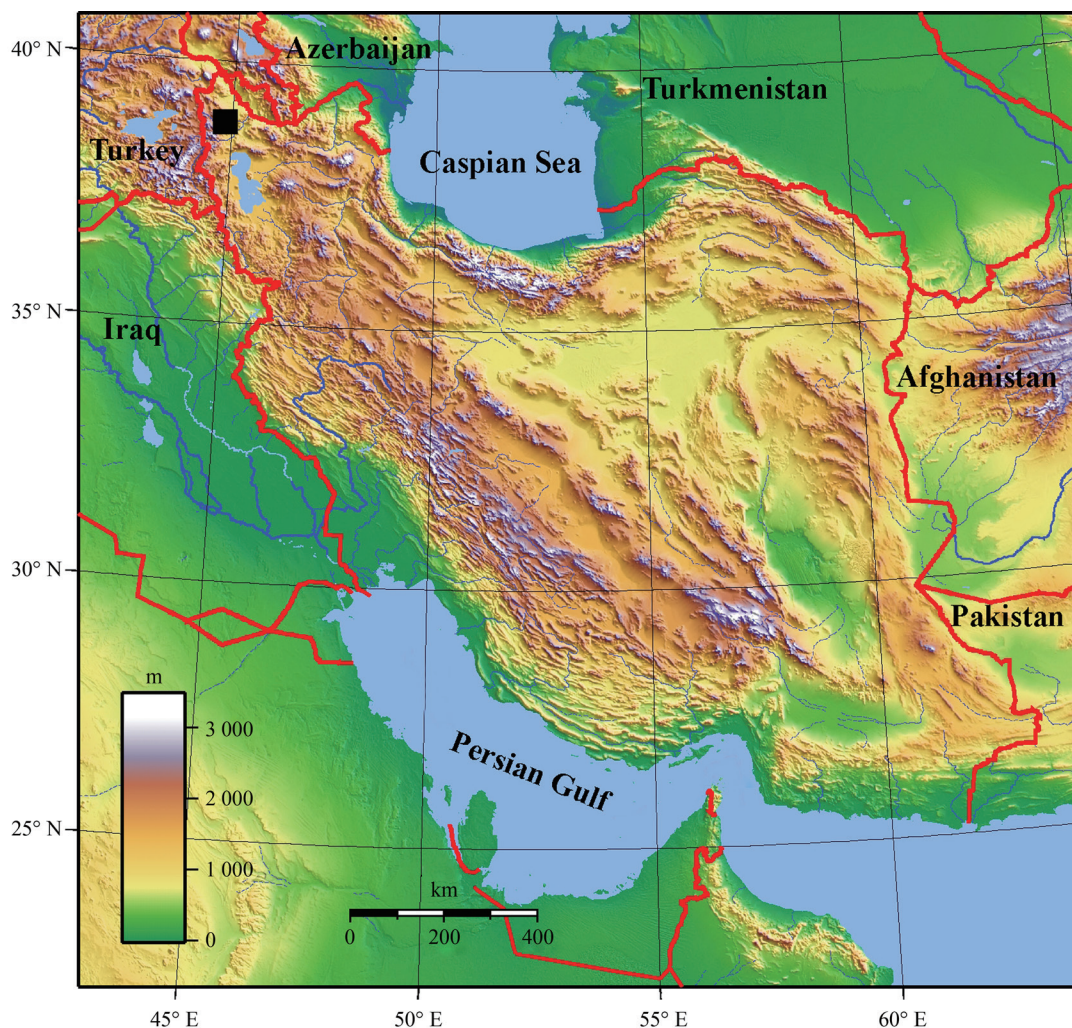 40° N
Azerbaijan
Turkmenistan
Turkey
Caspian Sea
35° N
Iraq
Afghanistan
30° N
Pakistan
m
3 000
2 000
1 000
0
Persian Gulf
25° N
km
0 200 400
45° E 50° E 55° E 60° E